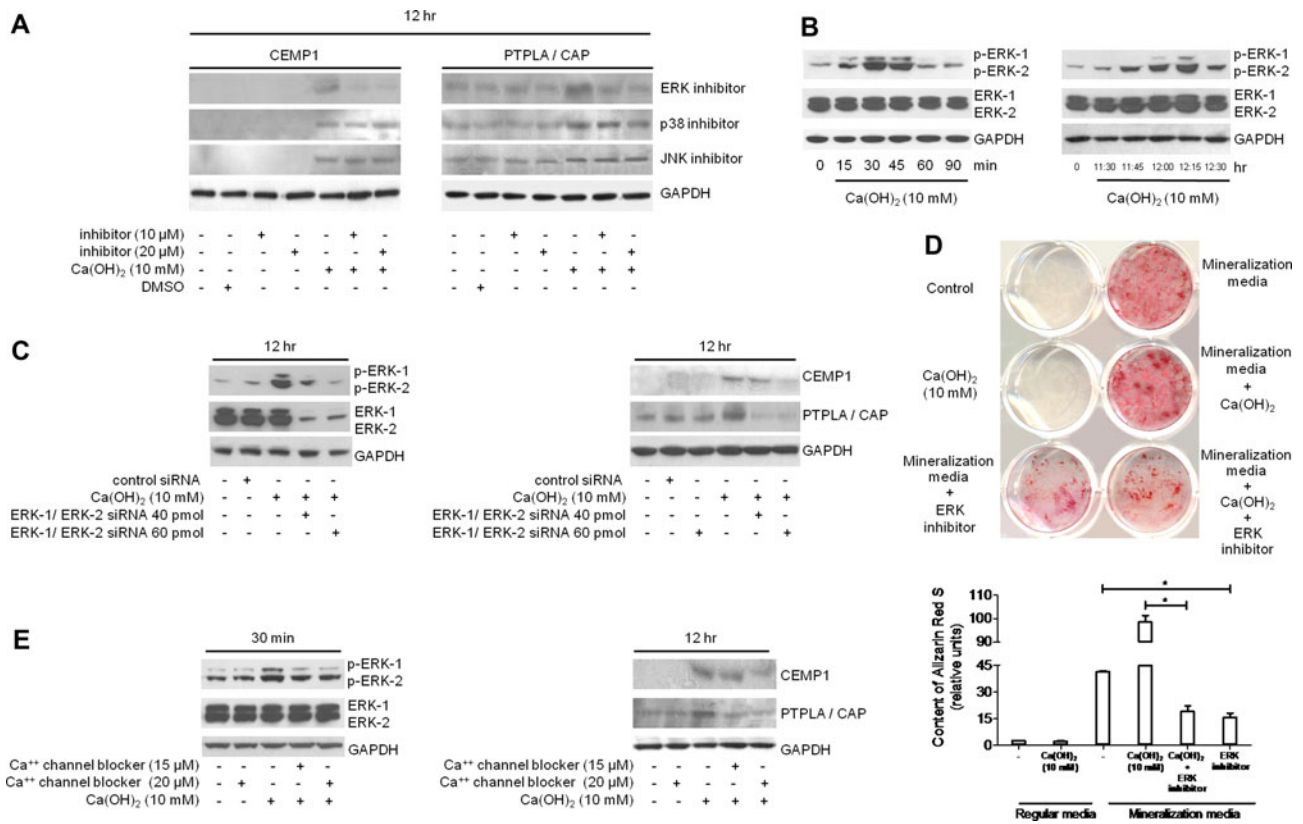 A
12 hr
CEMP1
PTPLA / CAP
ERK inhibitor
p38 inhibitor
JNK inhibitor
GAPDH
inhibitor (10 µM) - - + - - + - - - + - - + -
inhibitor (20 µM) - - - + - - + - - - + - - +
Ca(OH)₂ (10 mM) - - - - + + + - - - - + + +
DMSO - + - - - - - - + - - - - -
B
p-ERK-1
p-ERK-2
ERK-1
ERK-2
GAPDH
0 15 30 45 60 90 min
Ca(OH)₂ (10 mM)
p-ERK-1
p-ERK-2
ERK-1
ERK-2
GAPDH
0 11:30 11:45 12:00 12:15 12:30 hr
Ca(OH)₂ (10 mM)
C
12 hr
p-ERK-1
p-ERK-2
ERK-1
ERK-2
GAPDH
control siRNA - + - - -
Ca(OH)₂ (10 mM) - - + + +
ERK-1/ ERK-2 siRNA 40 pmol - - - + -
ERK-1/ ERK-2 siRNA 60 pmol - - - - +
12 hr
CEMP1
PTPLA / CAP
GAPDH
control siRNA - + - - - -
Ca(OH)₂ (10 mM) - - - + + +
ERK-1/ ERK-2 siRNA 40 pmol - - - - + -
ERK-1/ ERK-2 siRNA 60 pmol - - + - - +
D
Control
Mineralization
media
Ca(OH)₂
(10 mM)
Mineralization
media
+
Ca(OH)₂
Mineralization
media
+
ERK
inhibitor
Mineralization
media
+
Ca(OH)₂
+
ERK
inhibitor
Content of Alizarin Red S
(relative units)
110
100
90
45
30
15
0
*
*
-
Ca(OH)₂
(10 mM)
-
Ca(OH)₂
(10 mM)
Ca(OH)₂
+
ERK
inhibitor
ERK
inhibitor
Regular media
Mineralization media
E
30 min
p-ERK-1
p-ERK-2
ERK-1
ERK-2
GAPDH
Ca⁺⁺ channel blocker (15 µM) - - - + -
Ca⁺⁺ channel blocker (20 µM) - + - - +
Ca(OH)₂ (10 mM) - - + + +
12 hr
CEMP1
PTPLA / CAP
GAPDH
Ca⁺⁺ channel blocker (15 µM) - - - + -
Ca⁺⁺ channel blocker (20 µM) - + - - +
Ca(OH)₂ (10 mM) - - + + +